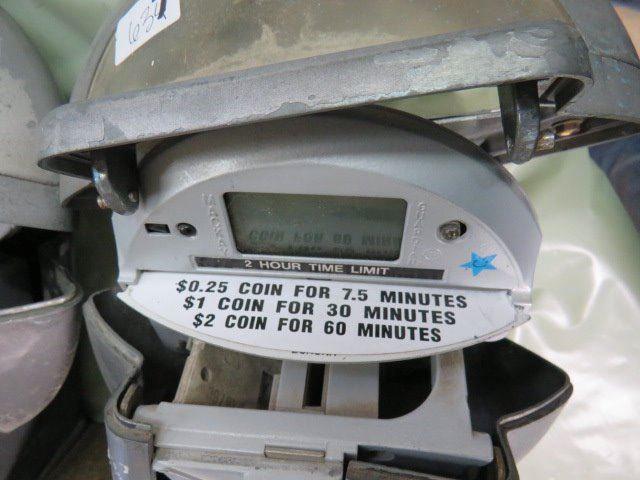 2 HOUR TIME LIMIT
$0.25 COIN FOR 7.5 MINUTES
$1 COIN FOR 30 MINUTES
$2 COIN FOR 60 MINUTES